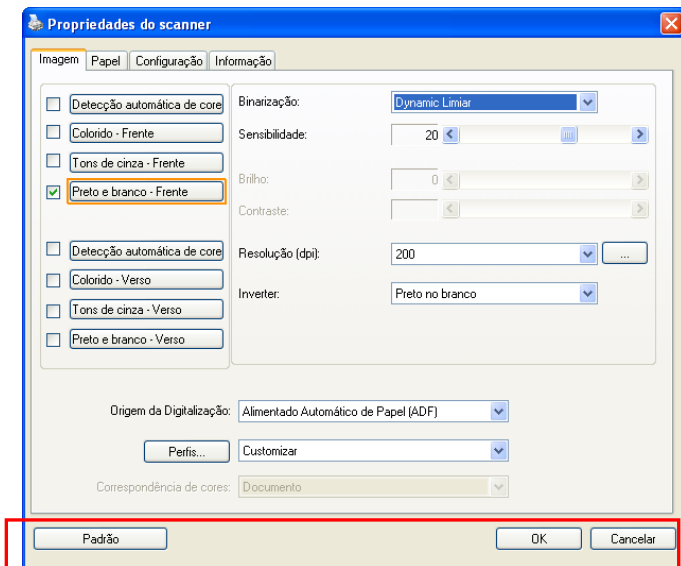 Propriedades do scanner
Imagem Papel Configuração Informação
Detecção automática de core
Colorido - Frente
Tons de cinza - Frente
Preto e branco - Frente
Detecção automática de core
Colorido - Verso
Tons de cinza - Verso
Preto e branco - Verso
Binarização: Dynamic Limiar
Sensibilidade: 20
Brilho: 0
Contraste:
Resolução (dpi): 200 ...
Inverter: Preto no branco
Origem da Digitalização: Alimentado Automático de Papel (ADF)
Perfis... Customizar
Correspondência de cores: Documento
Padrão OK Cancelar